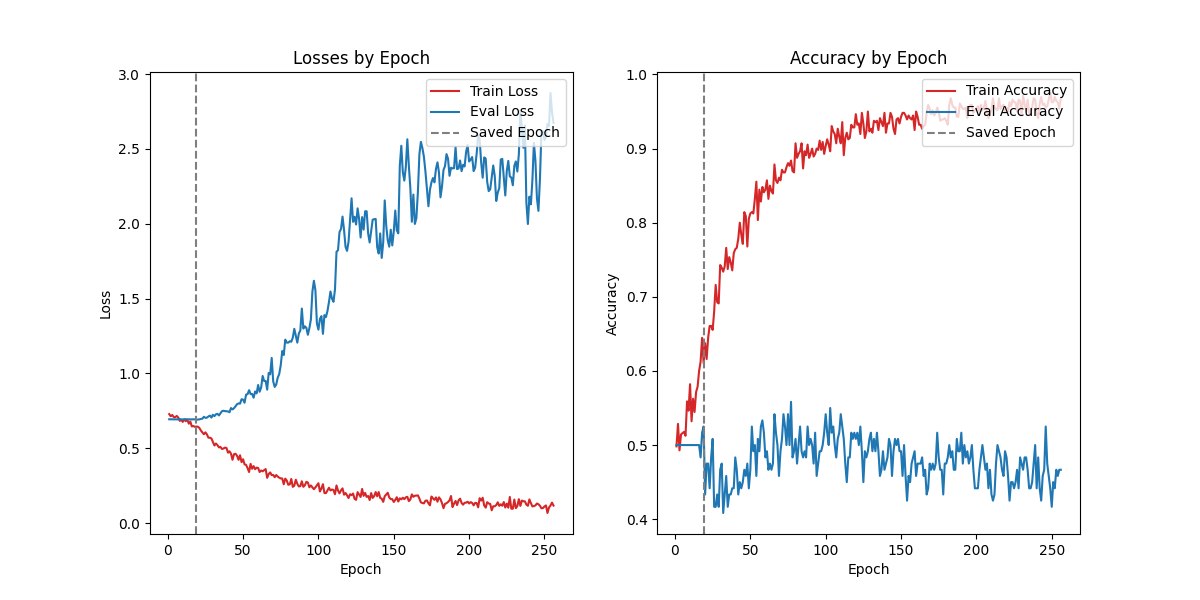 Losses by Epoch
3.0
2.5
2.0
1.5
1.0
0.5
0.0
Loss
0
50
100
150
200
250
Epoch
Train Loss
Eval Loss
Saved Epoch
Accuracy by Epoch
1.0
0.9
0.8
0.7
0.6
0.5
0.4
Accuracy
0
50
100
150
200
250
Epoch
Train Accuracy
Eval Accuracy
Saved Epoch